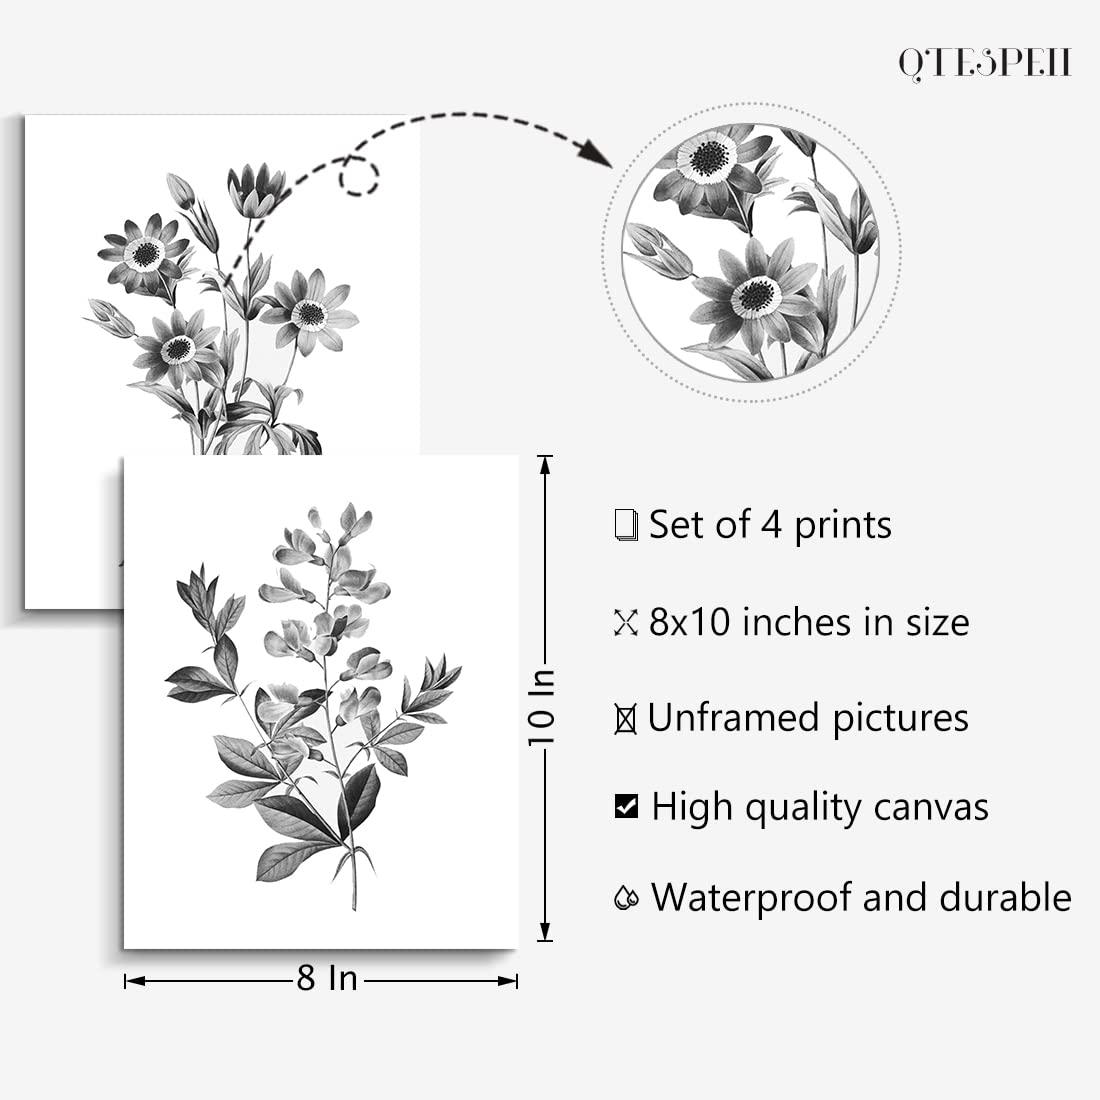 QTESPEII
Set of 4 prints
8x10 inches in size
Unframed pictures
High quality canvas
Waterproof and durable
10 In
8 In